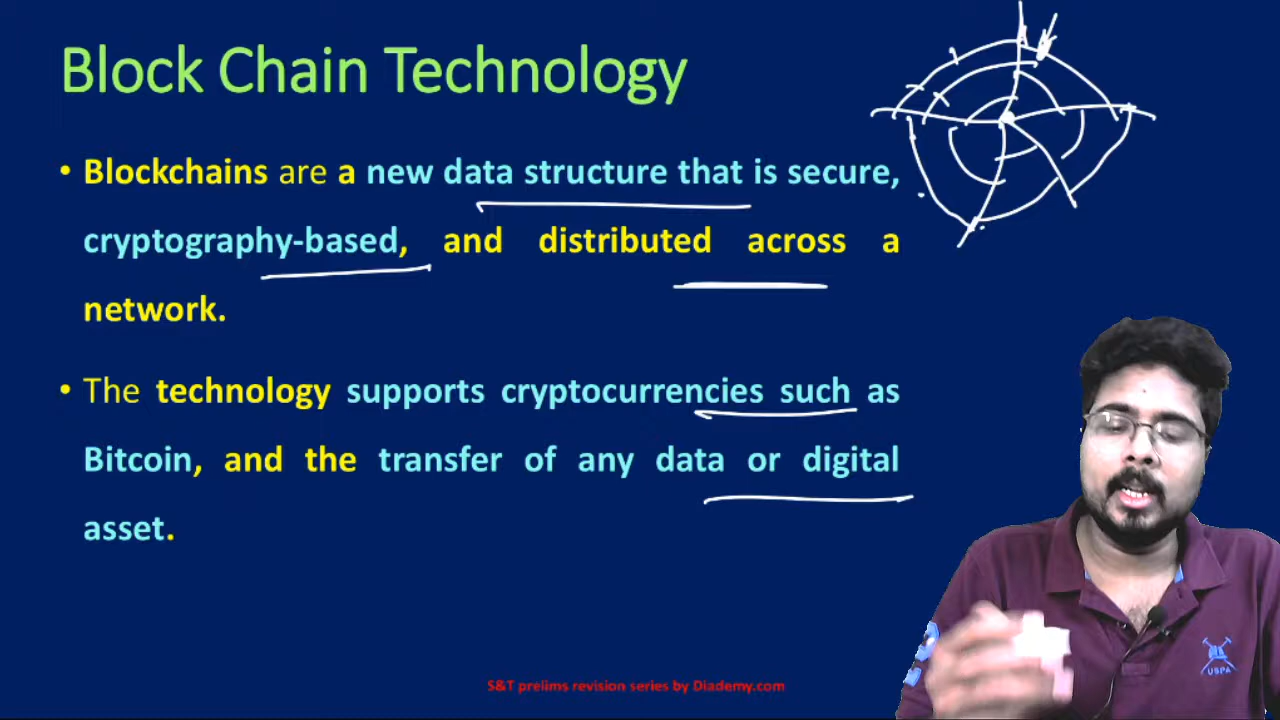 Block Chain Technology
• Blockchains are a new data structure that is secure,
cryptography-based, and distributed across a
network.
• The technology supports cryptocurrencies such as
Bitcoin, and the transfer of any data or digital
asset.
USPA
S&T prelims revision series by Diademy.com